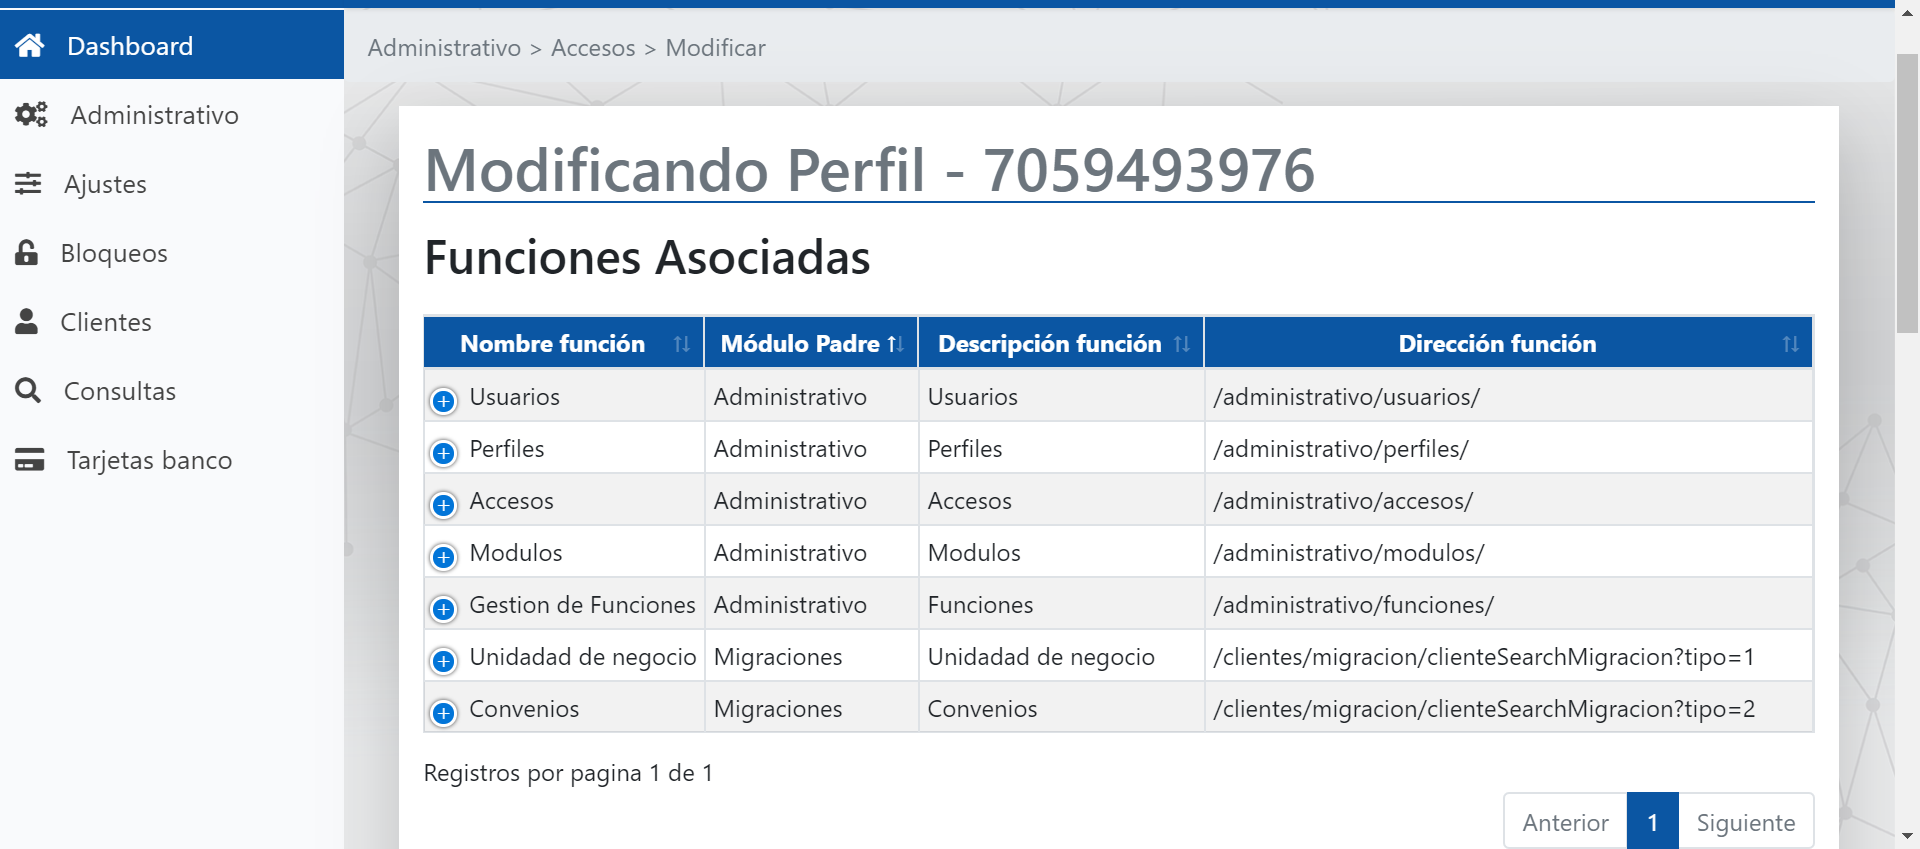 Dashboard
Administrativo
Ajustes
Bloqueos
Clientes
Consultas
Tarjetas banco
Administrativo > Accesos > Modificar
Modificando Perfil - 7059493976
Funciones Asociadas
Nombre función Módulo Padre Descripción función Dirección función
Usuarios Administrativo Usuarios /administrativo/usuarios/
Perfiles Administrativo Perfiles /administrativo/perfiles/
Accesos Administrativo Accesos /administrativo/accesos/
Modulos Administrativo Modulos /administrativo/modulos/
Gestion de Funciones Administrativo Funciones /administrativo/funciones/
Unidadad de negocio Migraciones Unidadad de negocio /clientes/migracion/clienteSearchMigracion?tipo=1
Convenios Migraciones Convenios /clientes/migracion/clienteSearchMigracion?tipo=2
Registros por pagina 1 de 1
Anterior 1 Siguiente